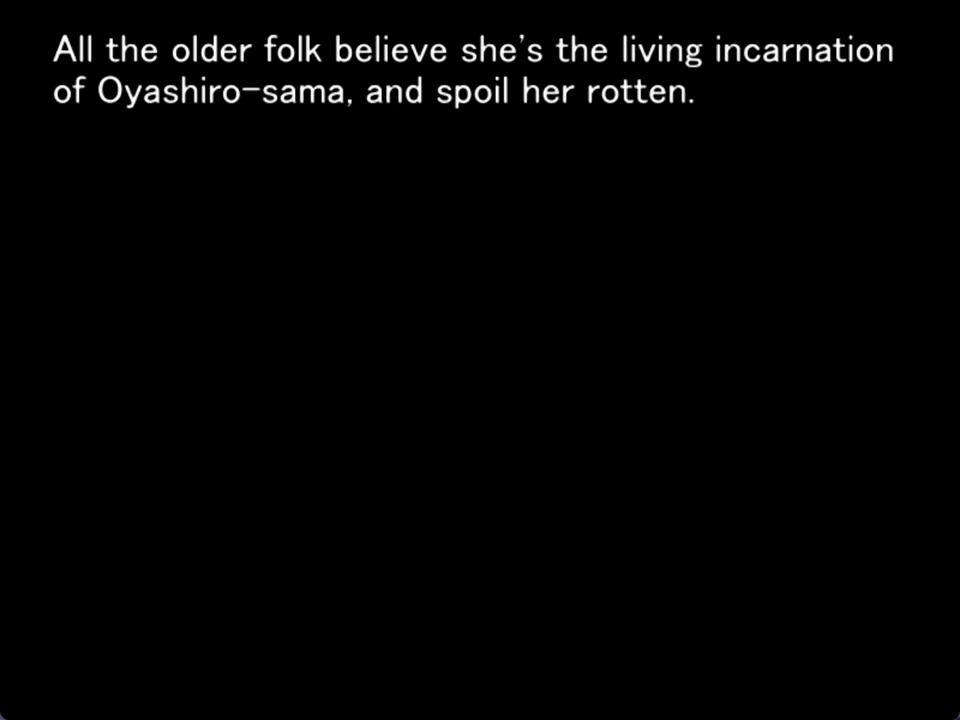 All the older folk believe she's the living incarnation
of Oyashiro-sama, and spoil her rotten.